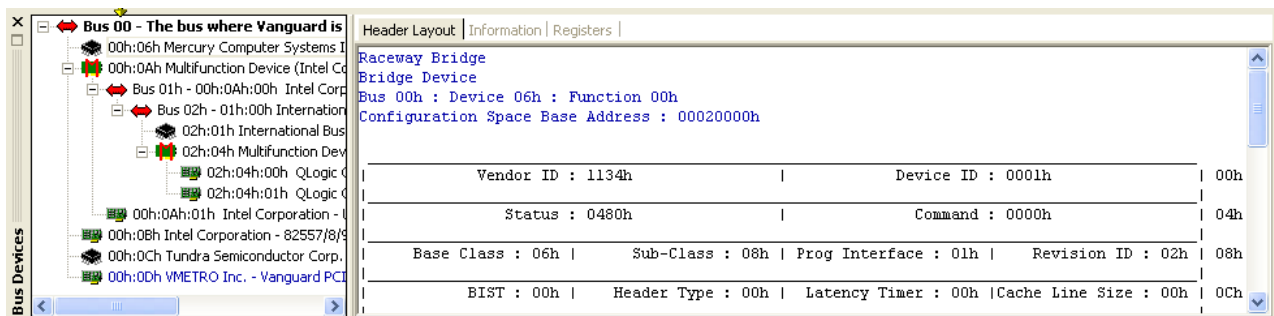 Bus Devices
Bus 00 - The bus where Vanguard is
00h:06h Mercury Computer Systems I
00h:0Ah Multifunction Device (Intel Co
Bus 01h - 00h:0Ah:00h Intel Corp
Bus 02h - 01h:00h Internation
02h:01h International Bus
02h:04h Multifunction Dev
02h:04h:00h QLogic C
02h:04h:01h QLogic C
00h:0Ah:01h Intel Corporation -
00h:0Bh Intel Corporation - 82557/8/9
00h:0Ch Tundra Semiconductor Corp.
00h:0Dh VMETRO Inc. - Vanguard PCI
Header Layout | Information | Registers |
Raceway Bridge
Bridge Device
Bus 00h : Device 06h : Function 00h
Configuration Space Base Address : 00020000h
| Vendor ID : 1134h | Device ID : 0001h | 00h
| Status : 0480h | Command : 0000h | 04h
| Base Class : 06h | Sub-Class : 08h | Prog Interface : 01h | Revision ID : 02h | 08h
| BIST : 00h | Header Type : 00h | Latency Timer : 00h |Cache Line Size : 00h | 0Ch